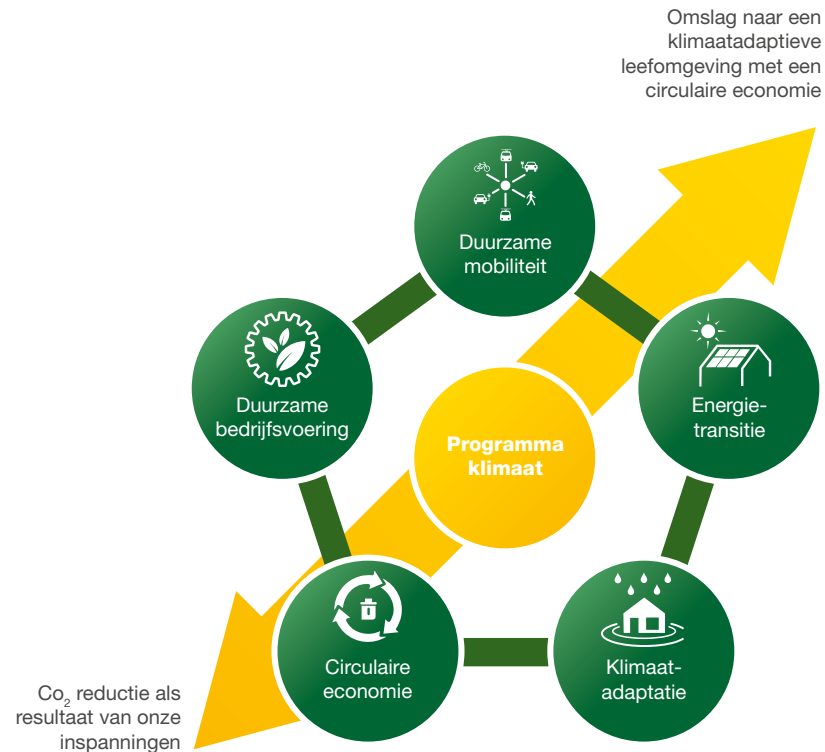 Omslag naar een
klimaatadaptieve
leefomgeving met een
circulaire economie
Duurzame
mobiliteit
Duurzame
bedrijfsvoering
Energie-
transitie
Programma
klimaat
Circulaire
economie
Klimaat-
adaptatie
Co₂ reductie als
resultaat van onze
inspanningen